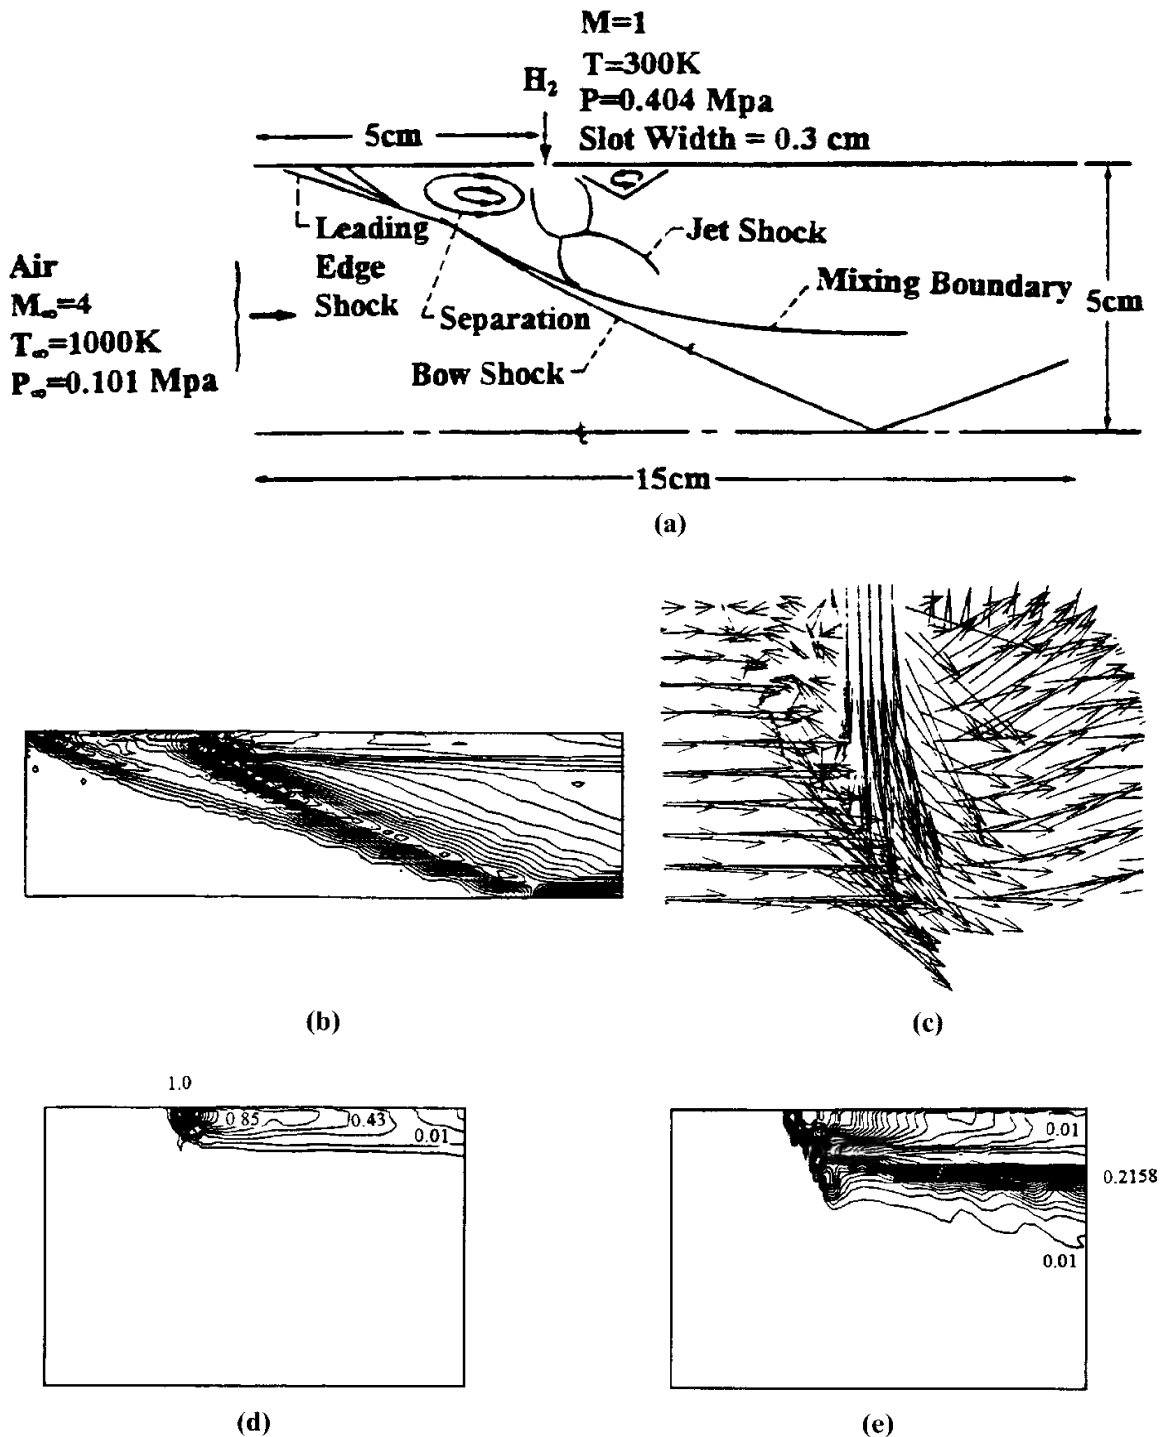 M=1
T=300K
P=0.404 Mpa
Slot Width = 0.3 cm
H₂
5cm
Leading
Edge
Shock
Jet Shock
Air
M∞=4
T∞=1000K
P∞=0.101 Mpa
Separation
Mixing Boundary
5cm
Bow Shock
℄
15cm
(a)
(b)
(c)
1.0
0.85
0.43
0.01
(d)
0.01
0.2158
0.01
(e)